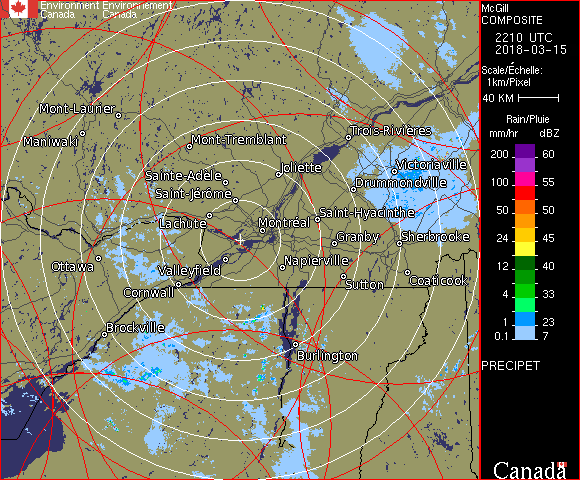 Environment Environnement
Canada Canada
McGill
COMPOSITE
2210 UTC
2018-03-15
Scale/Échelle:
1km/Pixel
40 KM
Rain/Pluie
mm/hr dBZ
200 60
150 60
100 55
50 50
24 45
12 40
4 33
1 23
0.1 7
PRECIPET
Canada
Mont-Laurier
Maniwaki
Mont-Tremblant
Trois-Rivières
Joliette
Victoriaville
Sainte-Adèle
Drummondville
Saint-Jérôme
Lachute
Saint-Hyacinthe
Montréal
Granby
Sherbrooke
Ottawa
Valleyfield
Napierville
Cornwall
Sutton
Coaticook
Brockville
Burlington